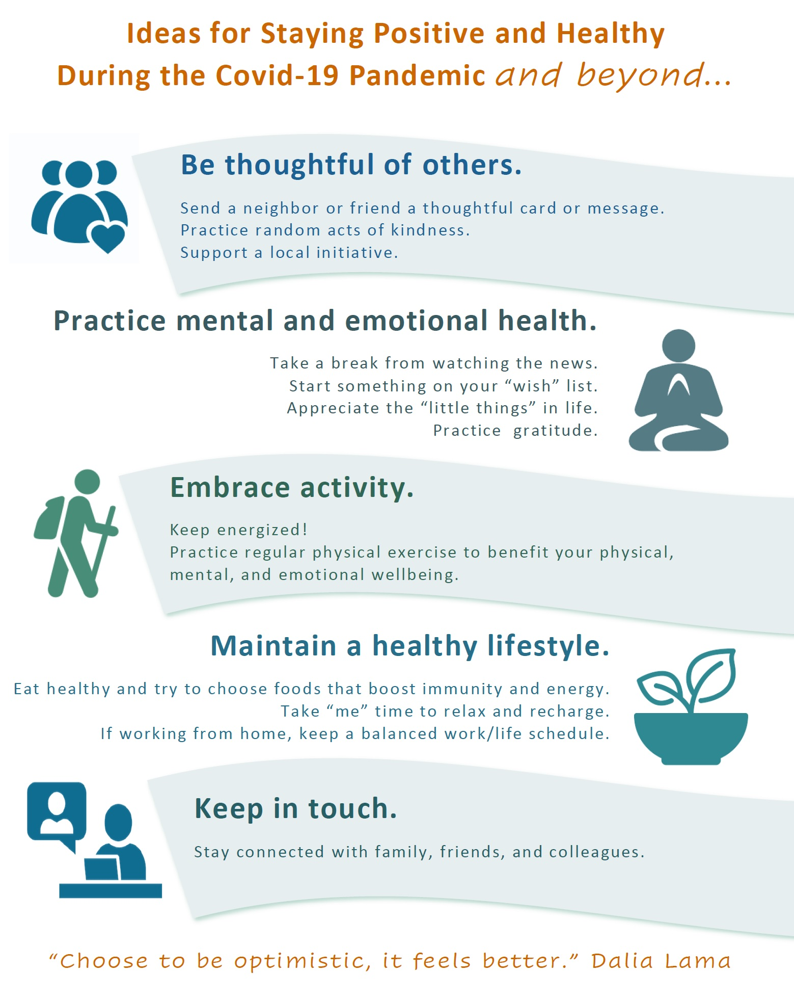 Ideas for Staying Positive and Healthy
During the Covid-19 Pandemic and beyond...
Be thoughtful of others.
Send a neighbor or friend a thoughtful card or message.
Practice random acts of kindness.
Support a local initiative.
Practice mental and emotional health.
Take a break from watching the news.
Start something on your “wish” list.
Appreciate the “little things” in life.
Practice gratitude.
Embrace activity.
Keep energized!
Practice regular physical exercise to benefit your physical,
mental, and emotional wellbeing.
Maintain a healthy lifestyle.
Eat healthy and try to choose foods that boost immunity and energy.
Take “me” time to relax and recharge.
If working from home, keep a balanced work/life schedule.
Keep in touch.
Stay connected with family, friends, and colleagues.
“Choose to be optimistic, it feels better.” Dalia Lama